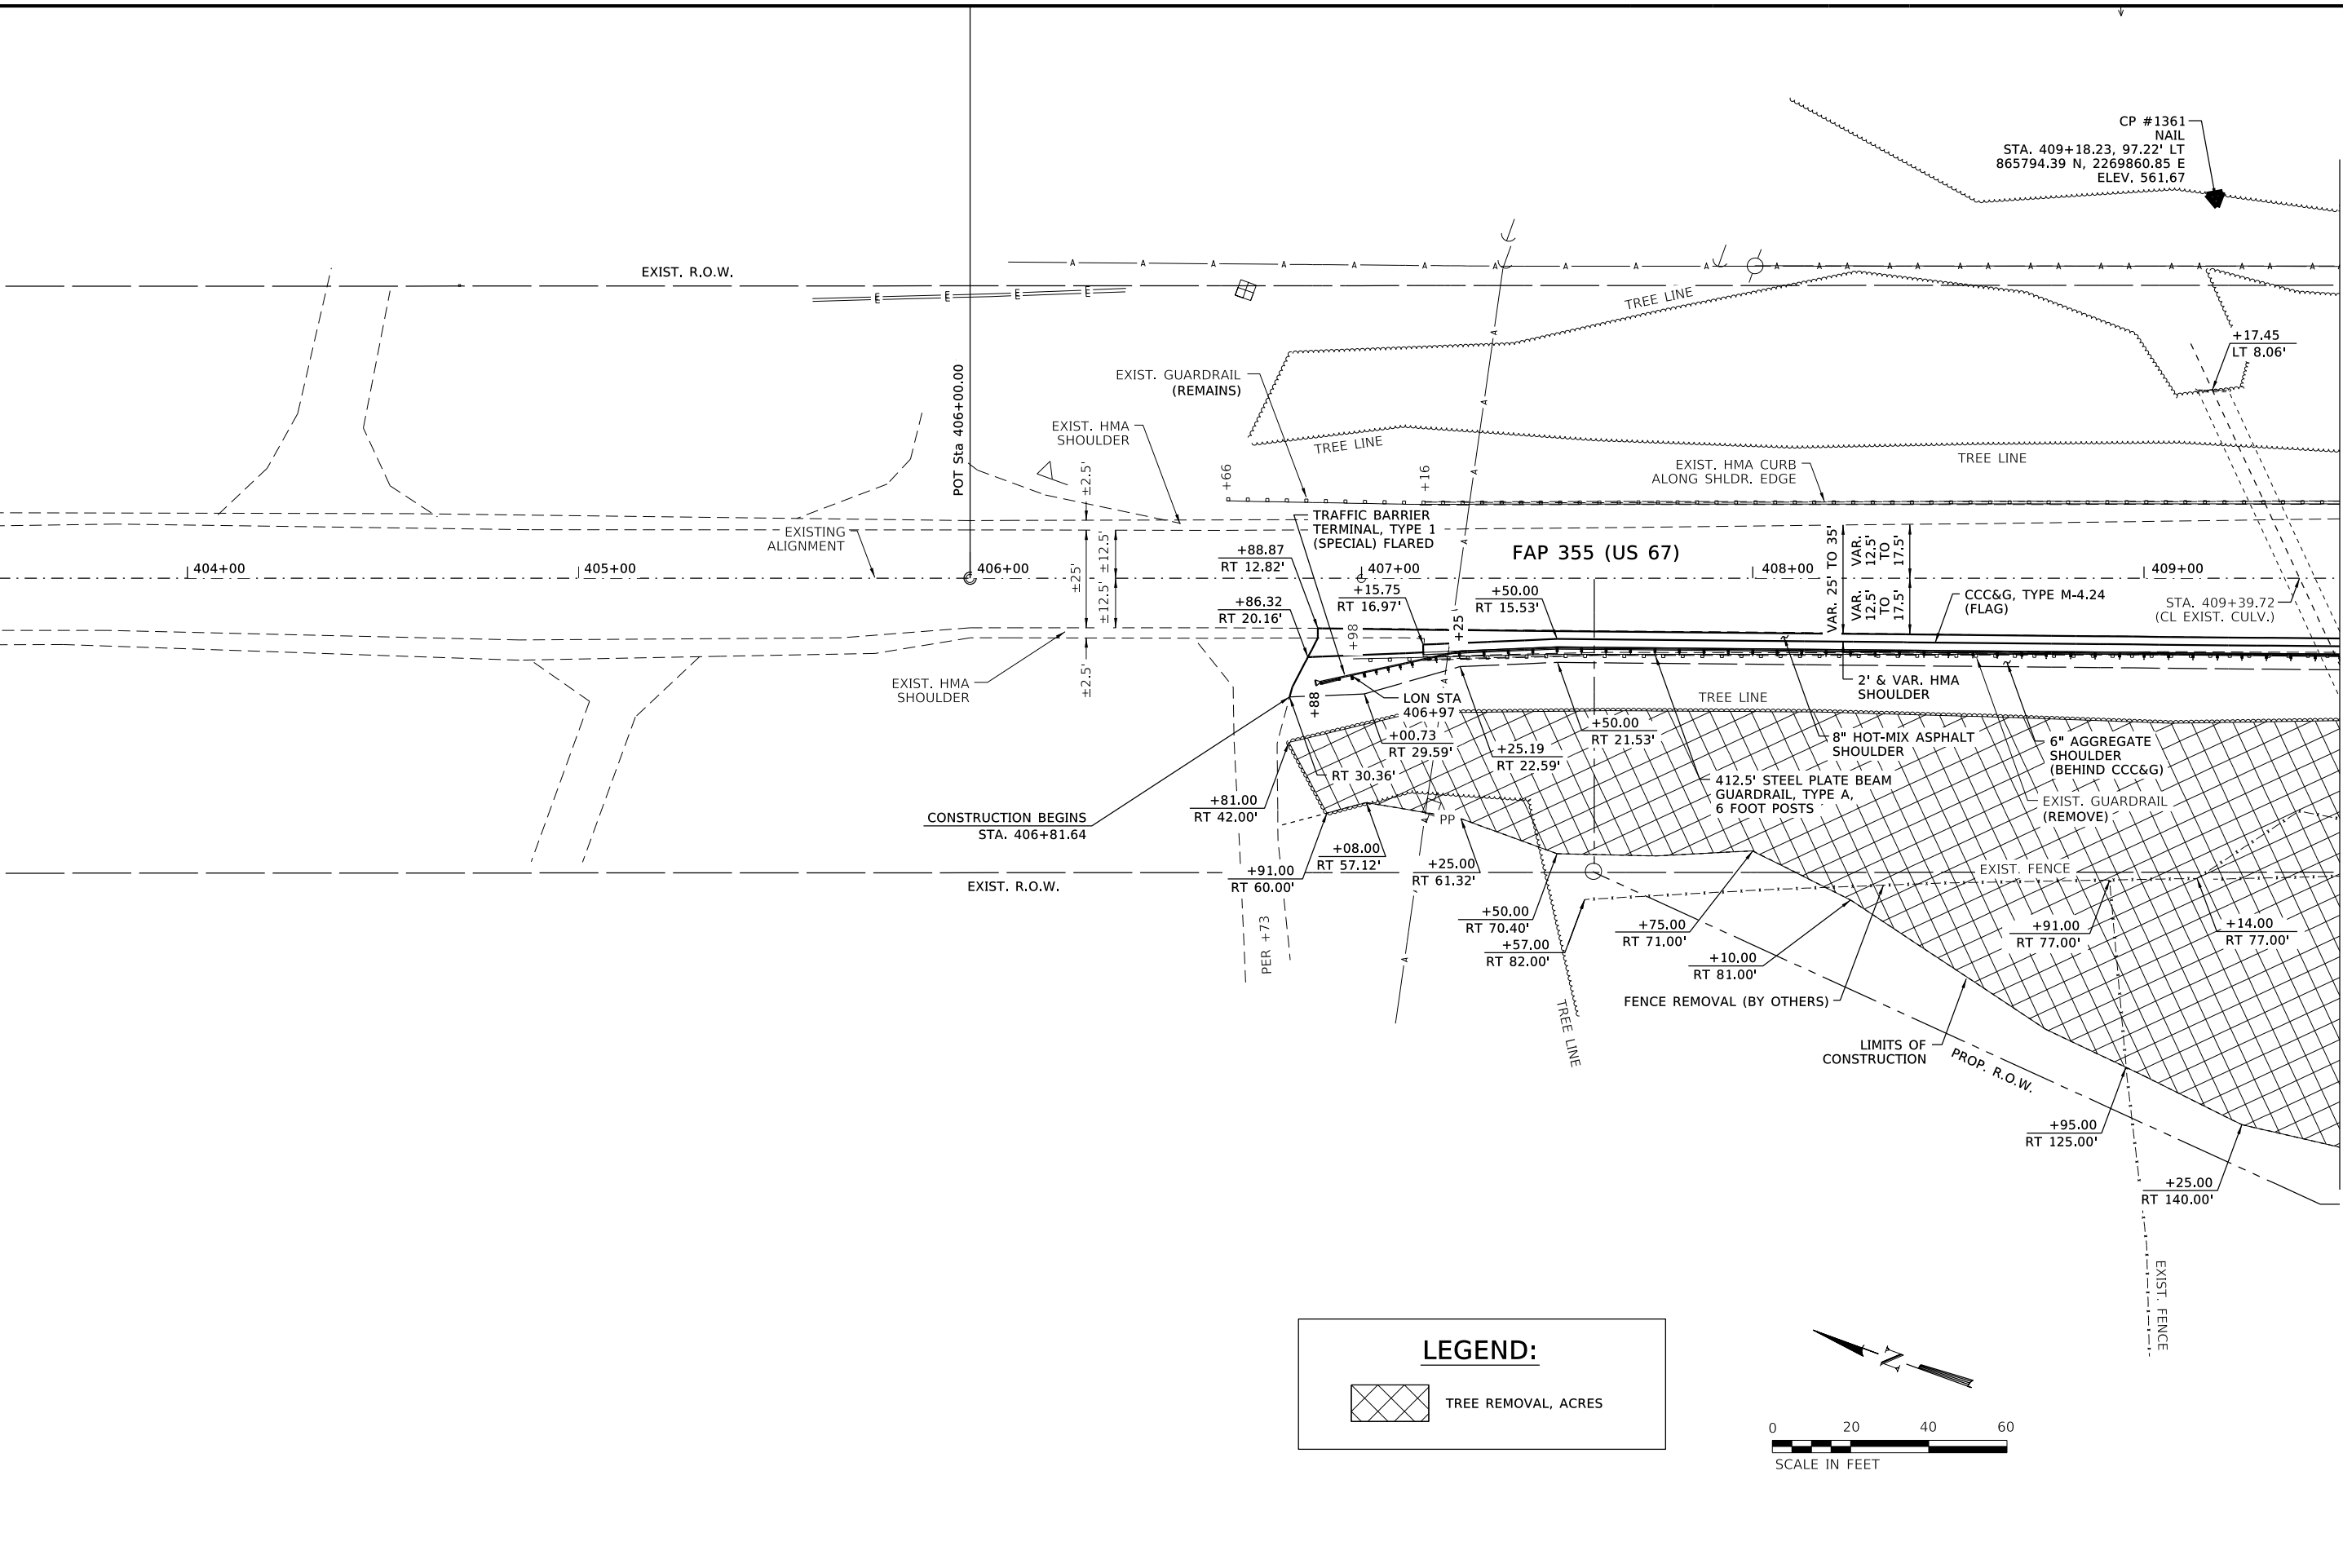 CP #1361
NAIL
STA. 409+18.23, 97.22' LT
865794.39 N, 2269860.85 E
ELEV. 561.67
EXIST. R.O.W.
A A A A A A A A A A A A A A A A A A
E E E E
TREE LINE
+17.45
LT 8.06'
POT Sta 406+00.00
EXIST. GUARDRAIL
(REMAINS)
EXIST. HMA
SHOULDER
TREE LINE
TREE LINE
±2.5'
+66
+16
EXIST. HMA CURB
ALONG SHLDR. EDGE
EXISTING
ALIGNMENT
TRAFFIC BARRIER
TERMINAL, TYPE 1
(SPECIAL) FLARED
FAP 355 (US 67)
±25'
±12.5'
±12.5'
+88.87
RT 12.82'
VAR. 25' TO 35'
VAR.
12.5'
TO
17.5'
VAR.
12.5'
TO
17.5'
404+00
405+00
406+00
407+00
408+00
409+00
+86.32
RT 20.16'
+15.75
RT 16.97'
+50.00
RT 15.53'
+98
+25
CCC&G, TYPE M-4.24
(FLAG)
STA. 409+39.72
(CL EXIST. CULV.)
EXIST. HMA
SHOULDER
±2.5'
+88
LON STA
406+97
TREE LINE
2' & VAR. HMA
SHOULDER
+00.73
RT 29.59'
+25.19
RT 22.59'
+50.00
RT 21.53'
8" HOT-MIX ASPHALT
SHOULDER
6" AGGREGATE
SHOULDER
(BEHIND CCC&G)
RT 30.36'
412.5' STEEL PLATE BEAM
GUARDRAIL, TYPE A,
6 FOOT POSTS
EXIST. GUARDRAIL
(REMOVE)
+81.00
RT 42.00'
CONSTRUCTION BEGINS
STA. 406+81.64
PP
+91.00
RT 60.00'
+08.00
RT 57.12'
+25.00
RT 61.32'
EXIST. FENCE
EXIST. R.O.W.
PER +73
+50.00
RT 70.40'
+57.00
RT 82.00'
+75.00
RT 71.00'
+10.00
RT 81.00'
+91.00
RT 77.00'
+14.00
RT 77.00'
FENCE REMOVAL (BY OTHERS)
TREE LINE
LIMITS OF
CONSTRUCTION
PROP. R.O.W.
+95.00
RT 125.00'
+25.00
RT 140.00'
EXIST. FENCE
LEGEND:
TREE REMOVAL, ACRES
N
0 20 40 60
SCALE IN FEET